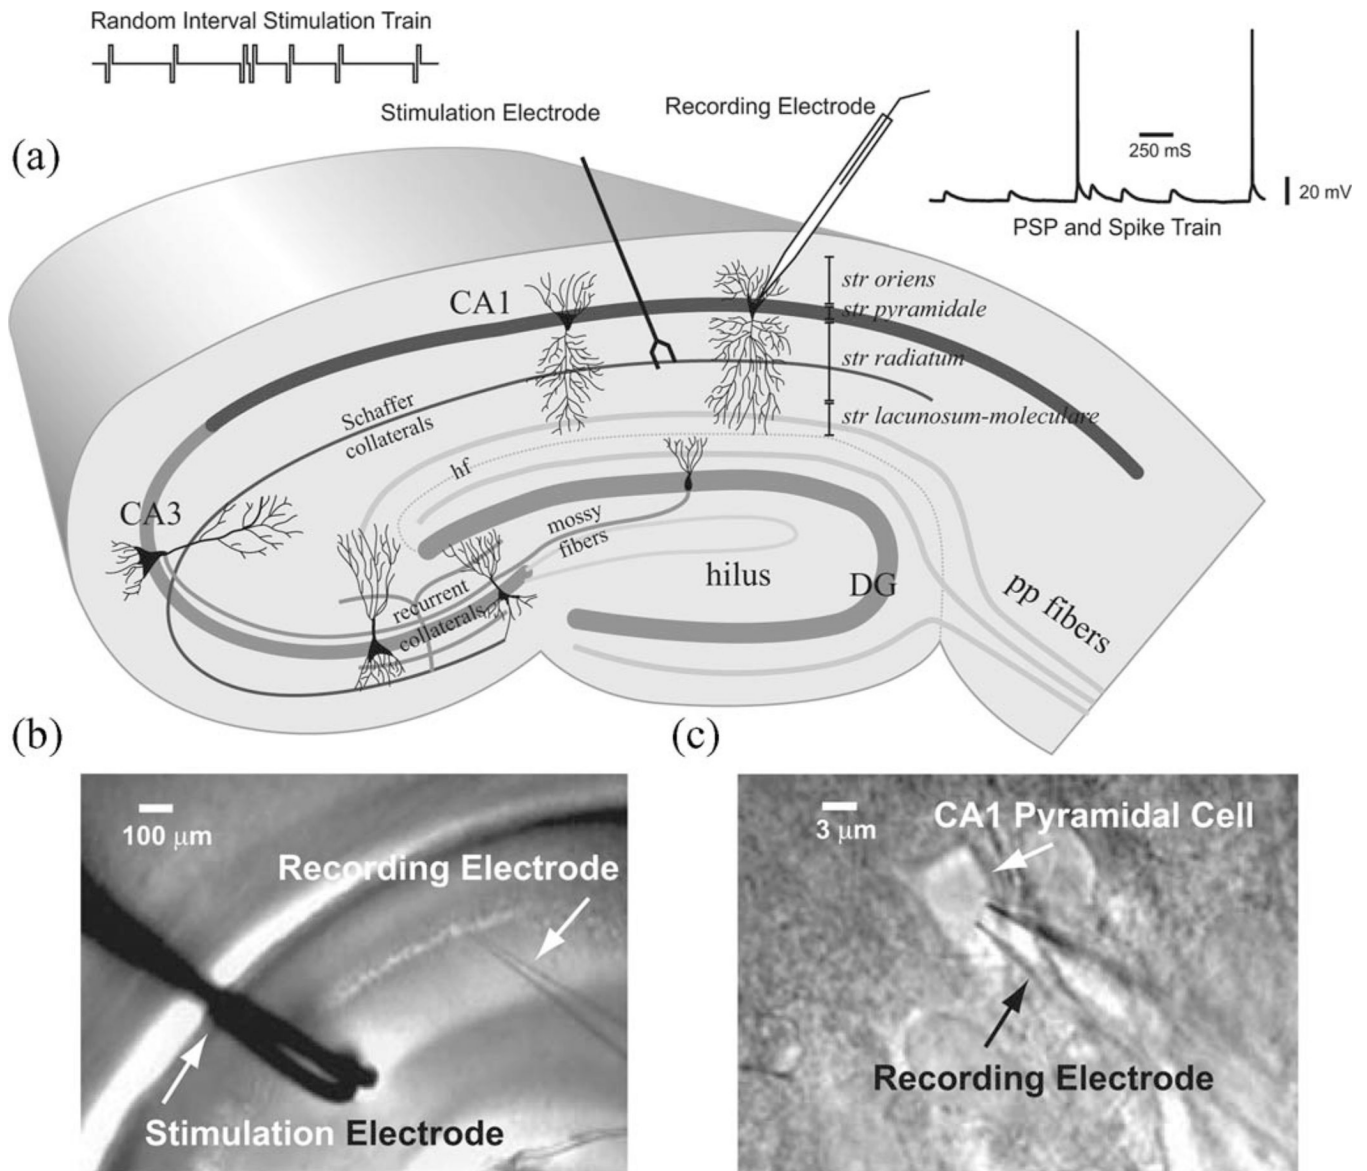 Random Interval Stimulation Train
Stimulation Electrode
Recording Electrode
250 mS
20 mV
PSP and Spike Train
(a)
CA1
str oriens
str pyramidale
str radiatum
str lacunosum-moleculare
Schaffer
collaterals
hf
CA3
mossy
fibers
recurrent
collaterals
hilus
DG
pp fibers
(b)
100 μm
Recording Electrode
Stimulation Electrode
(c)
3 μm
CA1 Pyramidal Cell
Recording Electrode